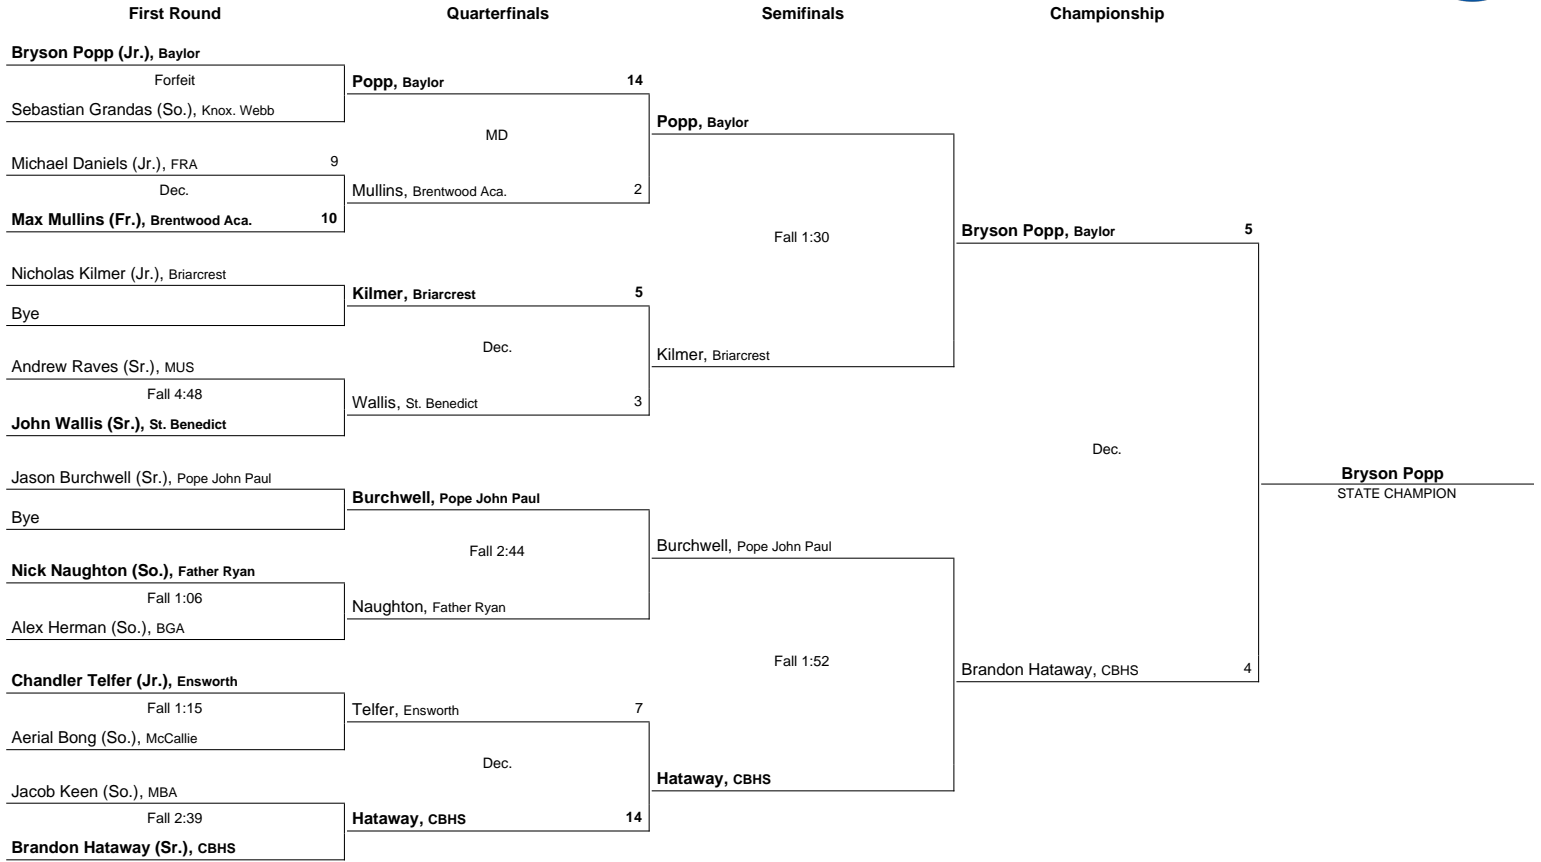 First Round Quarterfinals Semifinals Championship
Bryson Popp (Jr.), Baylor
Forfeit
Sebastian Grandas (So.), Knox. Webb
Michael Daniels (Jr.), FRA 9
Dec.
Max Mullins (Fr.), Brentwood Aca. 10
Nicholas Kilmer (Jr.), Briarcrest
Bye
Andrew Raves (Sr.), MUS
Fall 4:48
John Wallis (Sr.), St. Benedict
Jason Burchwell (Sr.), Pope John Paul
Bye
Nick Naughton (So.), Father Ryan
Fall 1:06
Alex Herman (So.), BGA
Chandler Telfer (Jr.), Ensworth
Fall 1:15
Aerial Bong (So.), McCallie
Jacob Keen (So.), MBA
Fall 2:39
Brandon Hataway (Sr.), CBHS
Popp, Baylor 14
MD
Mullins, Brentwood Aca. 2
Kilmer, Briarcrest 5
Dec.
Wallis, St. Benedict 3
Burchwell, Pope John Paul
Fall 2:44
Naughton, Father Ryan
Telfer, Ensworth 7
Dec.
Hataway, CBHS 14
Popp, Baylor
Fall 1:30
Kilmer, Briarcrest
Burchwell, Pope John Paul
Fall 1:52
Hataway, CBHS
Bryson Popp, Baylor 5
Dec.
Brandon Hataway, CBHS 4
Bryson Popp
STATE CHAMPION